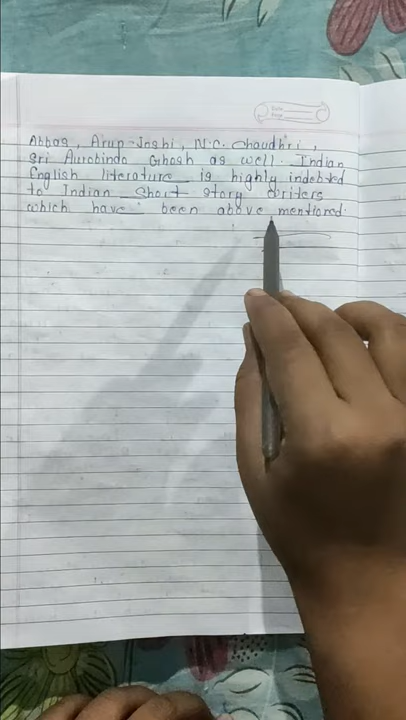 Abbas, Arup-Joshi, N.C. Chaudhri,
Sri Aurobindo Ghosh as well. Indian
English literature is highly indebted
to Indian Short Story writers
which have been above mentioned.